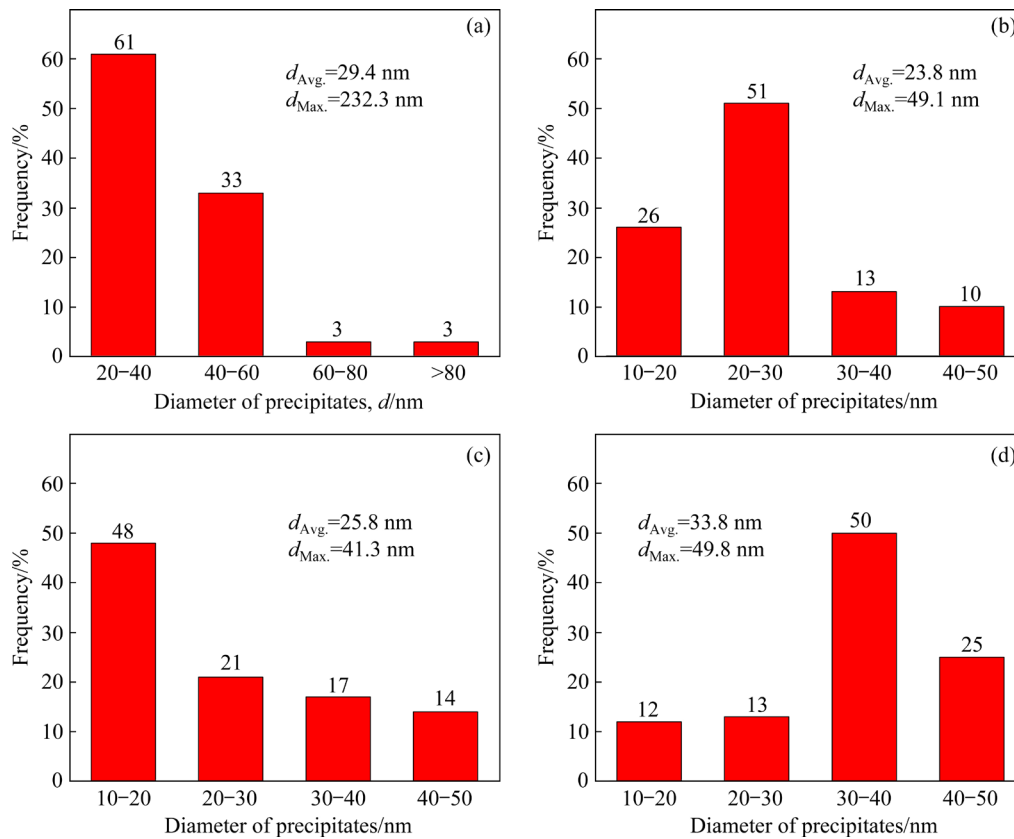 (a)
61
d_Avg.=29.4 nm
d_Max.=232.3 nm
33
3
3
60
50
40
30
20
10
0
Frequency/%
20−40 40−60 60−80 >80
Diameter of precipitates, d/nm
(b)
d_Avg.=23.8 nm
d_Max.=49.1 nm
51
26
13
10
60
50
40
30
20
10
0
Frequency/%
10−20 20−30 30−40 40−50
Diameter of precipitates/nm
(c)
d_Avg.=25.8 nm
d_Max.=41.3 nm
48
21
17
14
60
50
40
30
20
10
0
Frequency/%
10−20 20−30 30−40 40−50
Diameter of precipitates/nm
(d)
d_Avg.=33.8 nm
d_Max.=49.8 nm
50
25
12
13
60
50
40
30
20
10
0
Frequency/%
10−20 20−30 30−40 40−50
Diameter of precipitates/nm